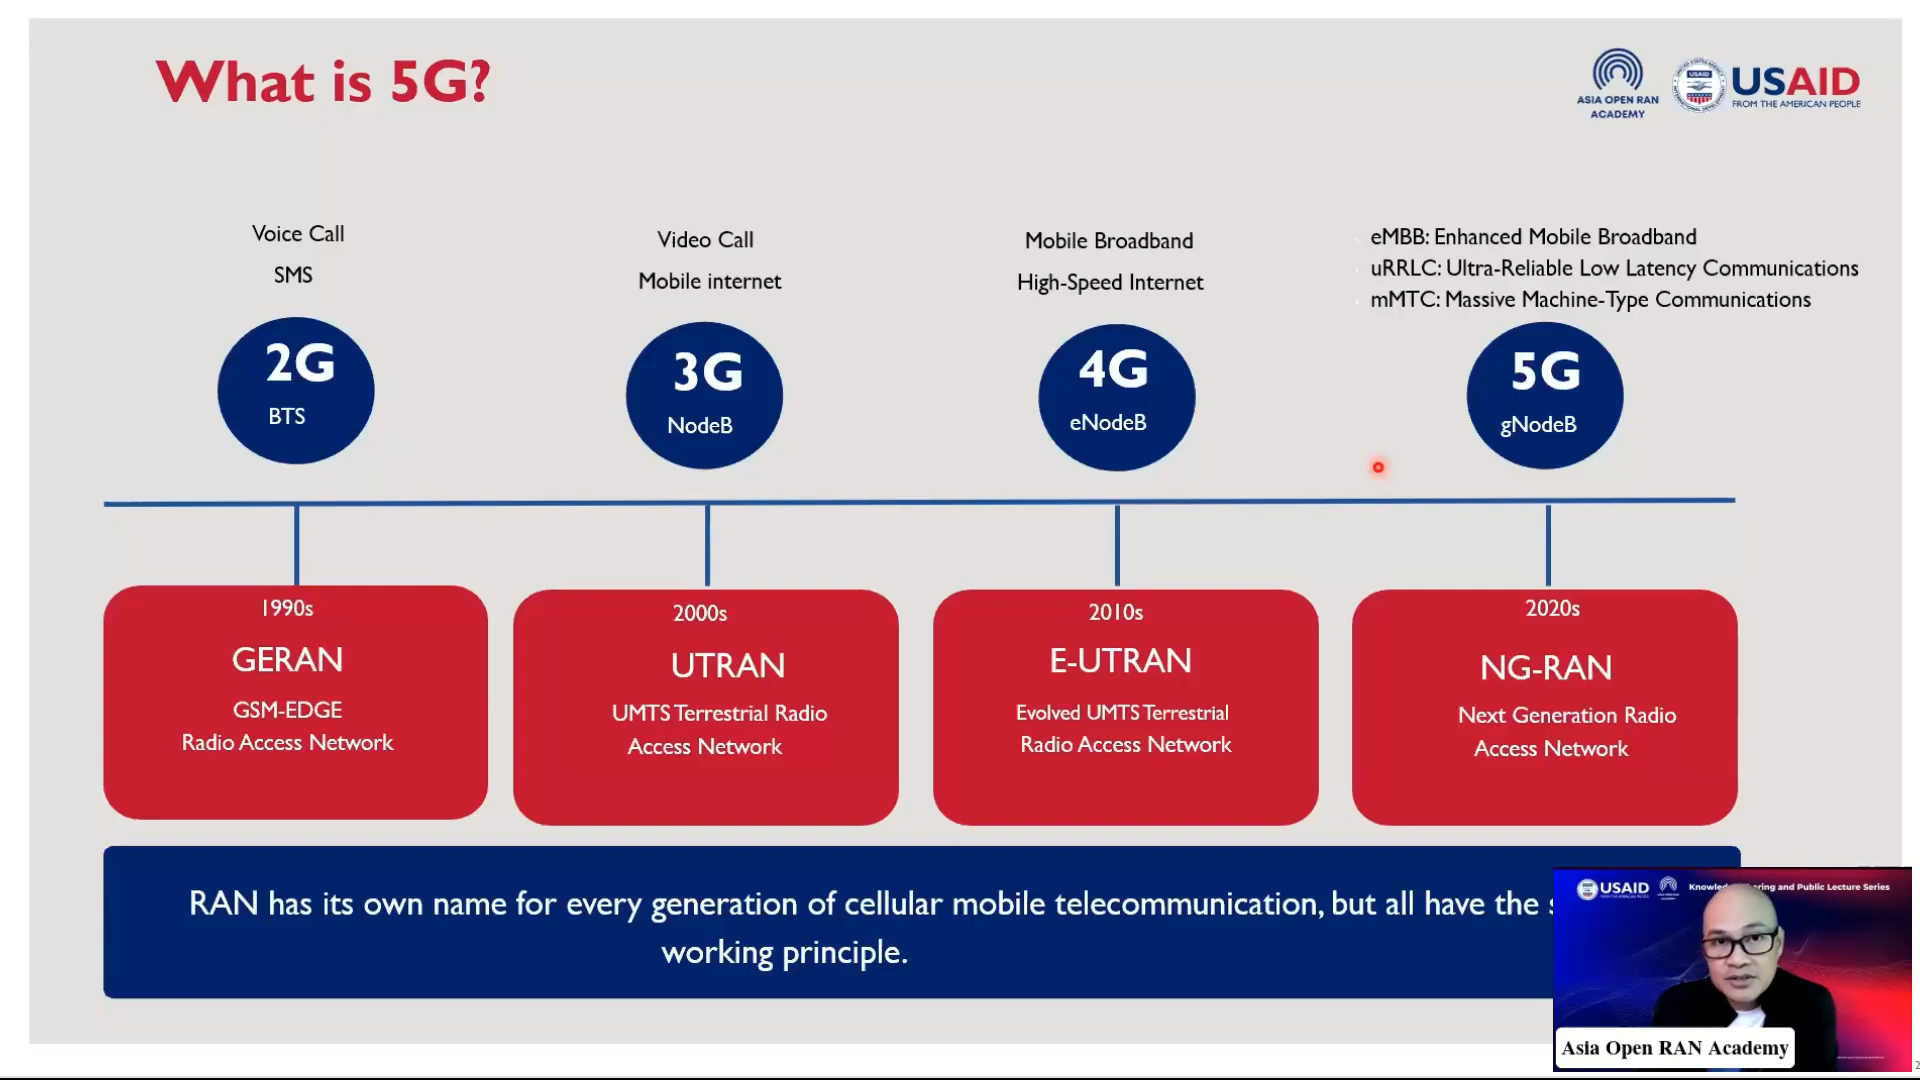 What is 5G?
ASIA OPEN RAN
ACADEMY
USAID
USAID
FROM THE AMERICAN PEOPLE
Voice Call
SMS
2G
BTS
Video Call
Mobile internet
3G
NodeB
Mobile Broadband
High-Speed Internet
4G
eNodeB
eMBB: Enhanced Mobile Broadband
uRRLC: Ultra-Reliable Low Latency Communications
mMTC: Massive Machine-Type Communications
5G
gNodeB
1990s
GERAN
GSM-EDGE
Radio Access Network
2000s
UTRAN
UMTS Terrestrial Radio
Access Network
2010s
E-UTRAN
Evolved UMTS Terrestrial
Radio Access Network
2020s
NG-RAN
Next Generation Radio
Access Network
RAN has its own name for every generation of cellular mobile telecommunication, but all have the
working principle.
USAID
and Public Lecture Series
Asia Open RAN Academy
2